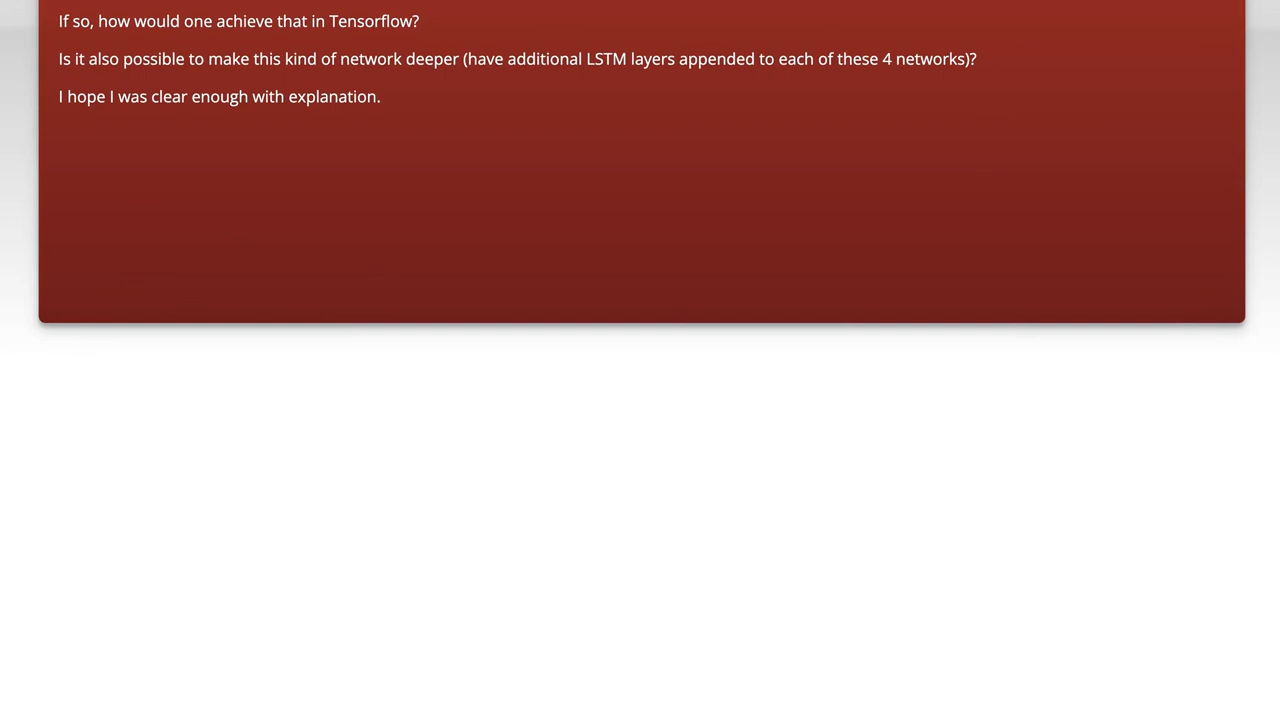 If so, how would one achieve that in Tensorflow?
Is it also possible to make this kind of network deeper (have additional LSTM layers appended to each of these 4 networks)?
I hope I was clear enough with explanation.